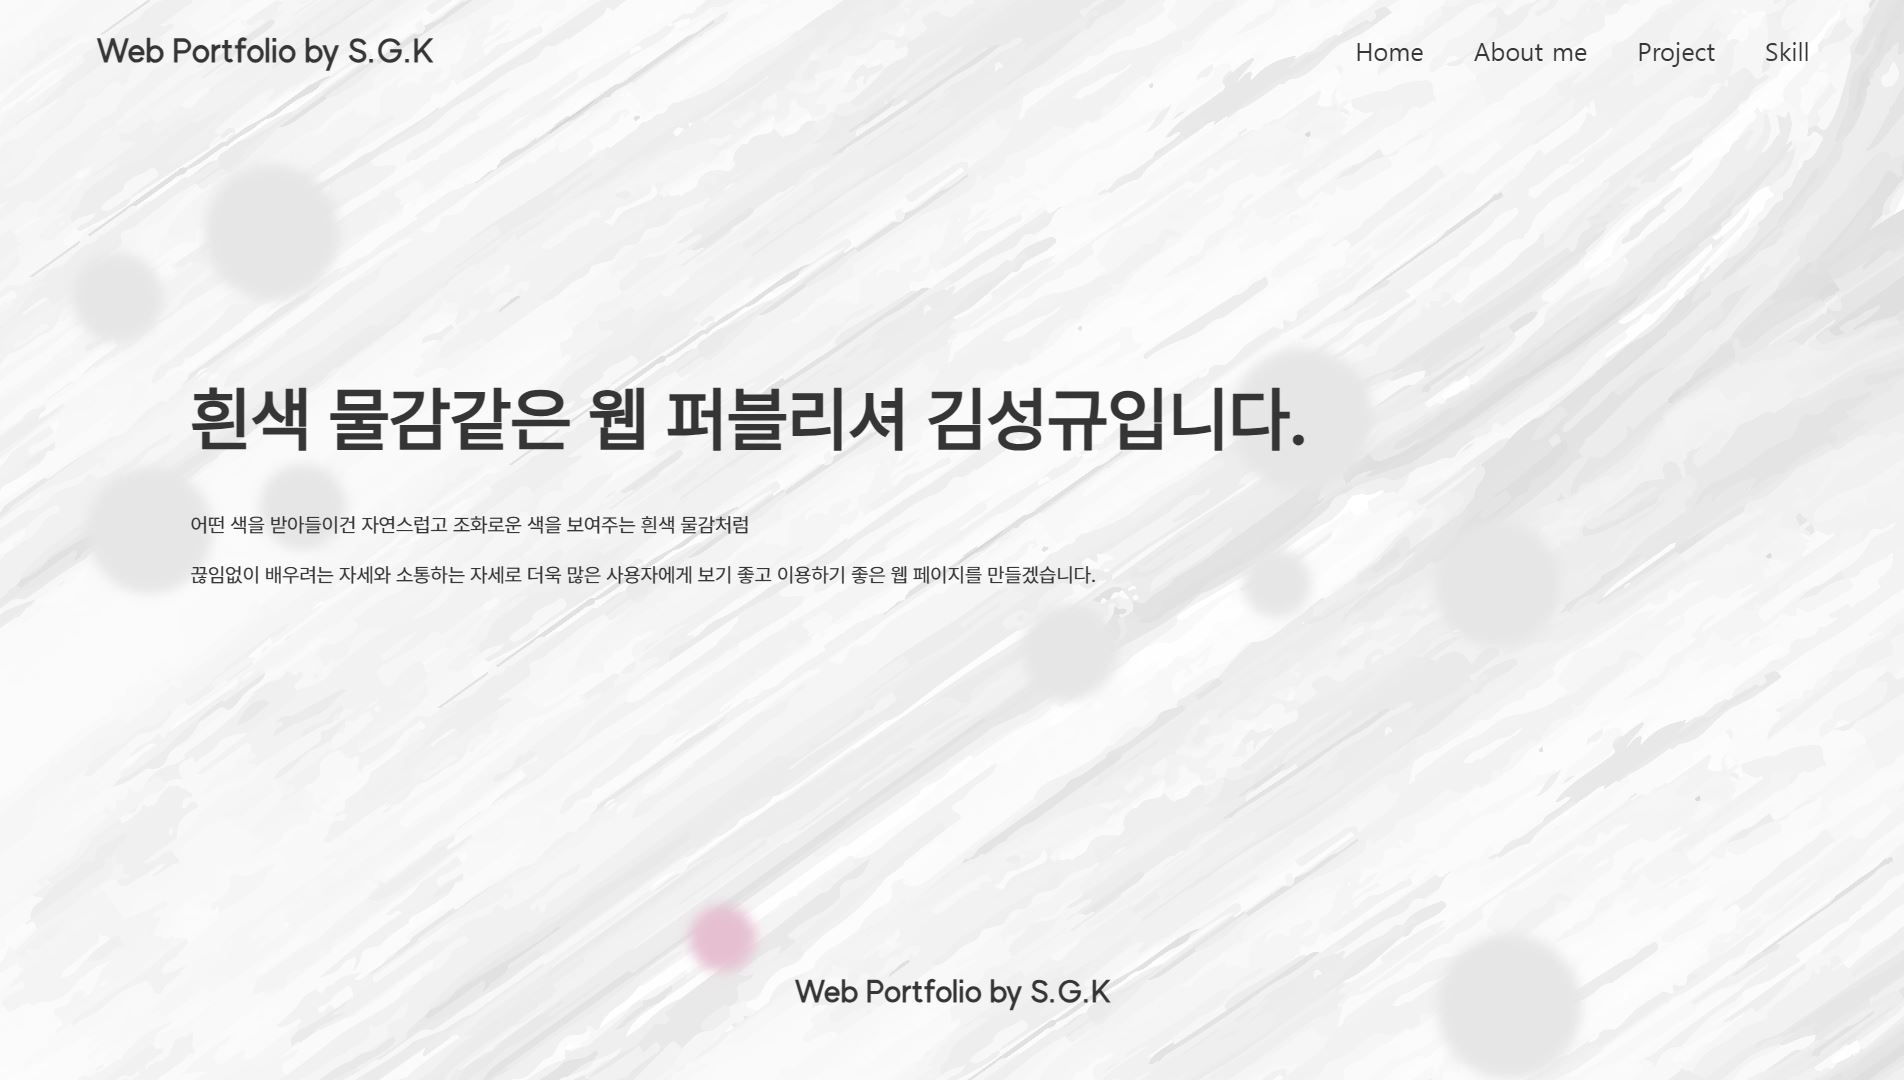 Web Portfolio by S.G.K
Home About me Project Skill
흰색 물감같은 웹 퍼블리셔 김성규입니다.
어떤 색을 받아들이건 자연스럽고 조화로운 색을 보여주는 흰색 물감처럼
끊임없이 배우려는 자세와 소통하는 자세로 더욱 많은 사용자에게 보기 좋고 이용하기 좋은 웹 페이지를 만들겠습니다.
Web Portfolio by S.G.K